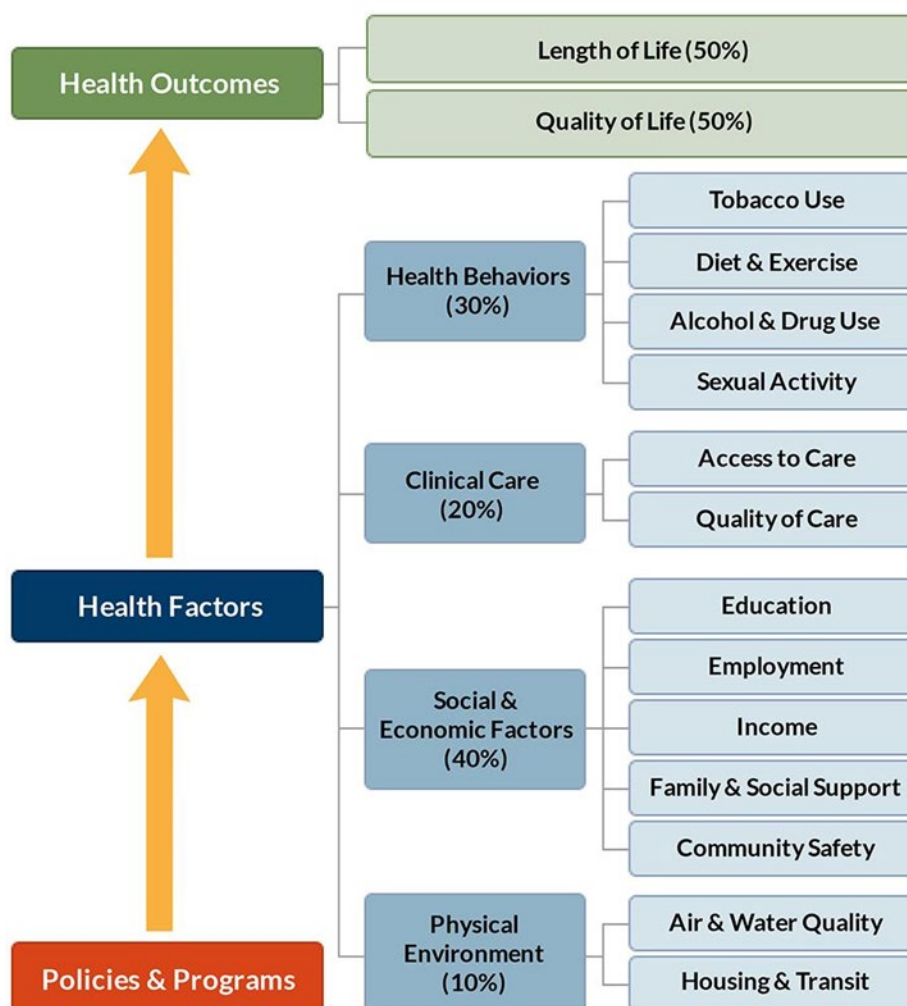 Health Outcomes
Length of Life (50%)
Quality of Life (50%)
Health Factors
Health Behaviors
(30%)
Tobacco Use
Diet & Exercise
Alcohol & Drug Use
Sexual Activity
Clinical Care
(20%)
Access to Care
Quality of Care
Social &
Economic Factors
(40%)
Education
Employment
Income
Family & Social Support
Community Safety
Physical
Environment
(10%)
Air & Water Quality
Housing & Transit
Policies & Programs